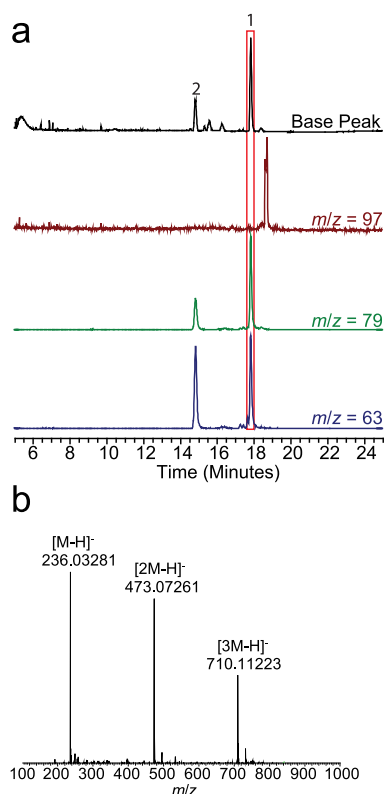 a
1
2
Base Peak
m/z = 97
m/z = 79
m/z = 63
6 8 10 12 14 16 18 20 22 24
Time (Minutes)
b
[M-H]-
236.03281
[2M-H]-
473.07261
[3M-H]-
710.11223
100 200 300 400 500 600 700 800 900 1000
m/z